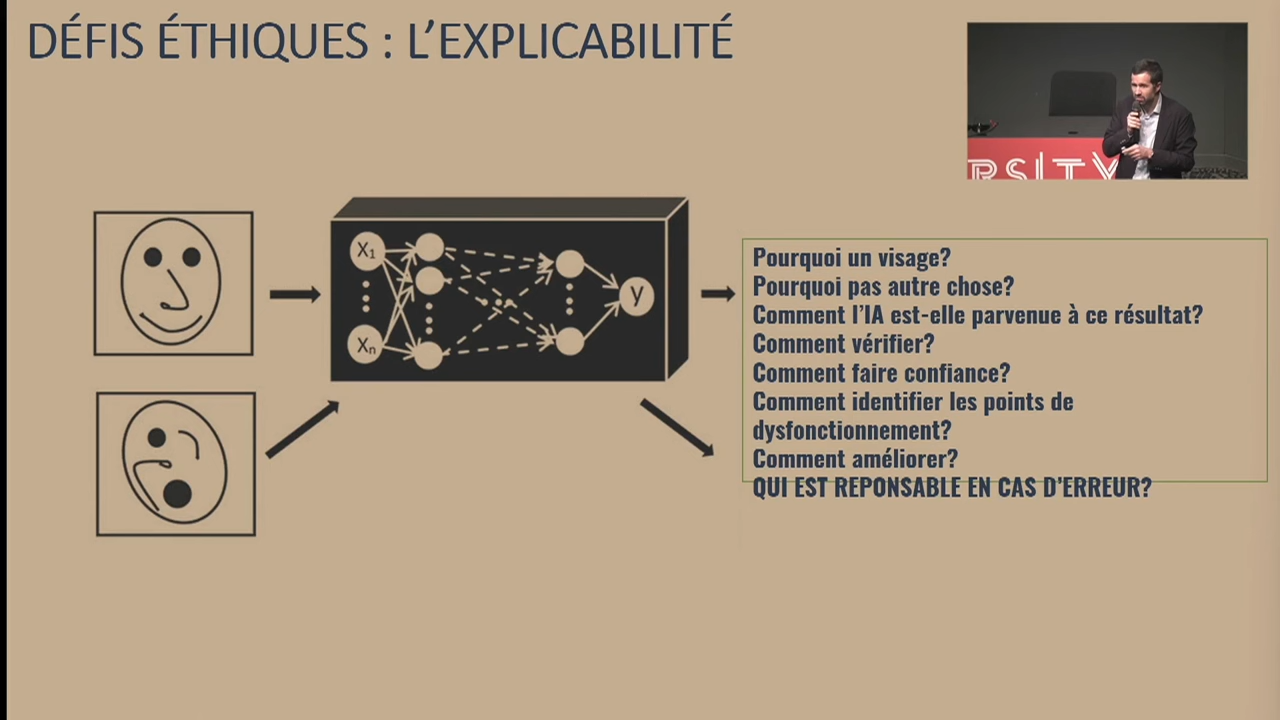 DÉFIS ÉTHIQUES : L'EXPLICABILITÉ
RSITY
X1
Xn
y
Pourquoi un visage?
Pourquoi pas autre chose?
Comment l'IA est-elle parvenue à ce résultat?
Comment vérifier?
Comment faire confiance?
Comment identifier les points de
dysfonctionnement?
Comment améliorer?
QUI EST REPONSABLE EN CAS D'ERREUR?